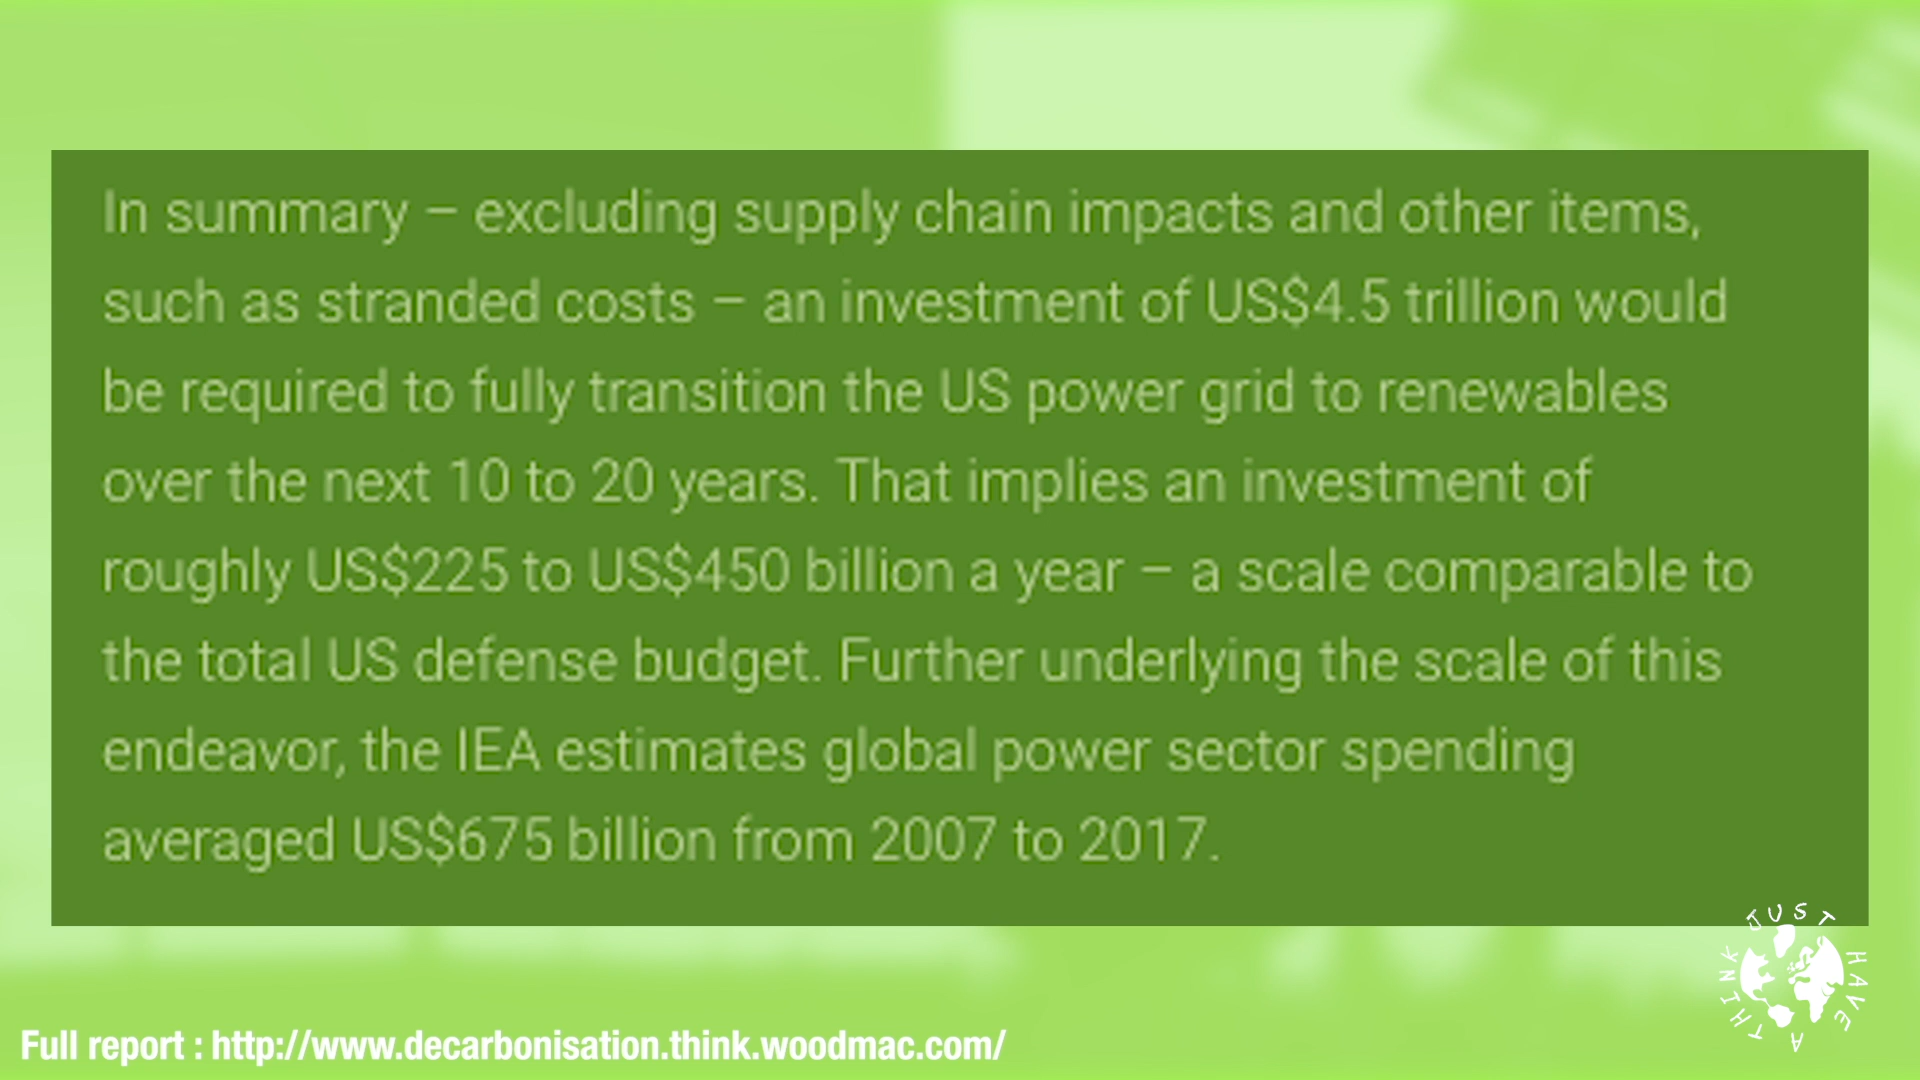 In summary – excluding supply chain impacts and other items,
such as stranded costs – an investment of US$4.5 trillion would
be required to fully transition the US power grid to renewables
over the next 10 to 20 years. That implies an investment of
roughly US$225 to US$450 billion a year – a scale comparable to
the total US defense budget. Further underlying the scale of this
endeavor, the IEA estimates global power sector spending
averaged US$675 billion from 2007 to 2017.
JUST HAVE A THINK
Full report : http://www.decarbonisation.think.woodmac.com/